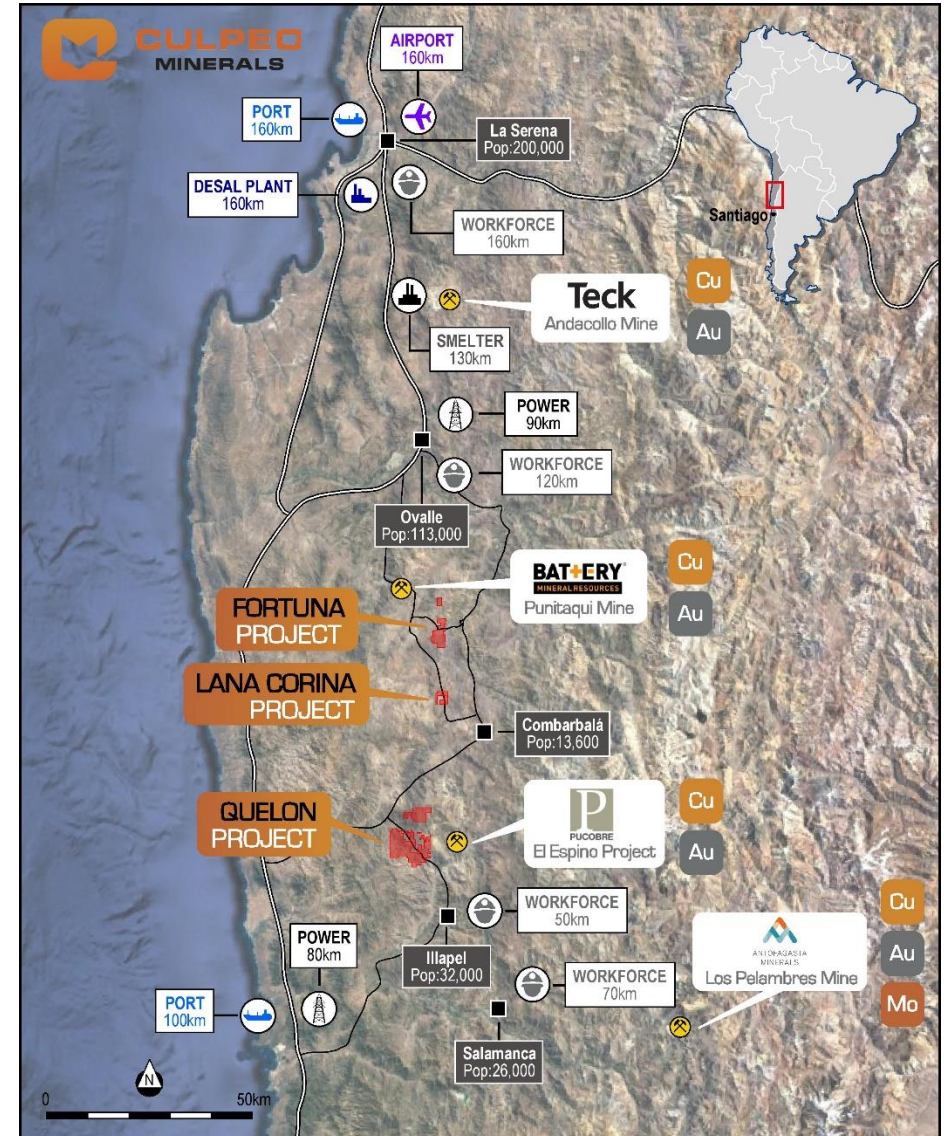 CULPEO
MINERALS
AIRPORT
160km
PORT
160km
La Serena
Pop:200,000
DESAL PLANT
160km
WORKFORCE
160km
Santiago
Teck
Andacollo Mine
Cu
Au
SMELTER
130km
POWER
90km
WORKFORCE
120km
Ovalle
Pop:113,000
BATTERY
MINERAL RESOURCES
Punitaqui Mine
Cu
Au
FORTUNA
PROJECT
LANA CORINA
PROJECT
Combarbalá
Pop:13,600
QUELON
PROJECT
P
PUCOBRE
El Espino Project
Cu
Au
WORKFORCE
50km
Illapel
Pop:32,000
POWER
80km
PORT
100km
WORKFORCE
70km
Salamanca
Pop:26,000
ANTOFAGASTA
MINERALS
Los Pelambres Mine
Cu
Au
Mo
N
0 50km